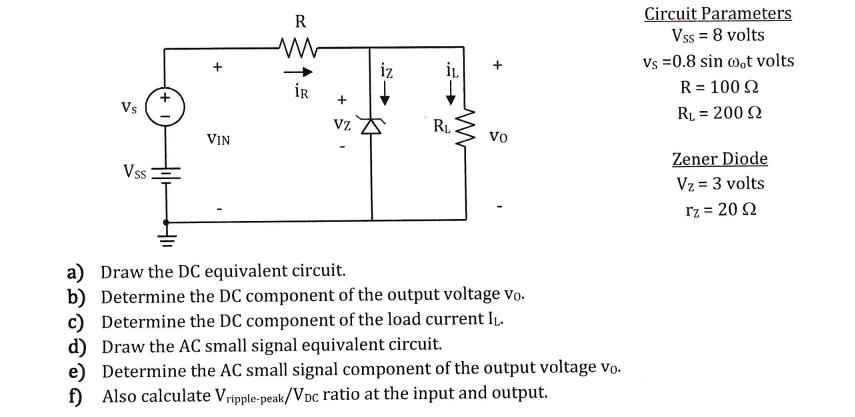 R
iR
+
VIN
-
Vs
+
-
VSS
+
VZ
-
iZ
iL
RL
+
VO
-
Circuit Parameters
VSS = 8 volts
vS =0.8 sin ωot volts
R = 100 Ω
RL = 200 Ω
Zener Diode
VZ = 3 volts
rZ = 20 Ω
a) Draw the DC equivalent circuit.
b) Determine the DC component of the output voltage vO.
c) Determine the DC component of the load current IL.
d) Draw the AC small signal equivalent circuit.
e) Determine the AC small signal component of the output voltage vO.
f) Also calculate Vripple-peak/VDC ratio at the input and output.